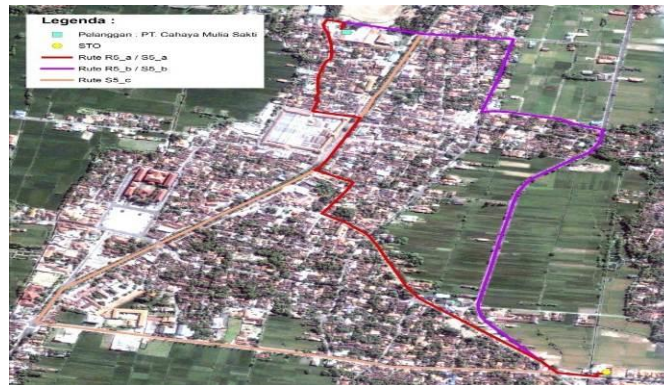 Legenda :
Pelanggan : PT. Cahaya Mulia Sakti
STO
Rute R5_a / S5_a
Rute R5_b / S5_b
Rute S5_c